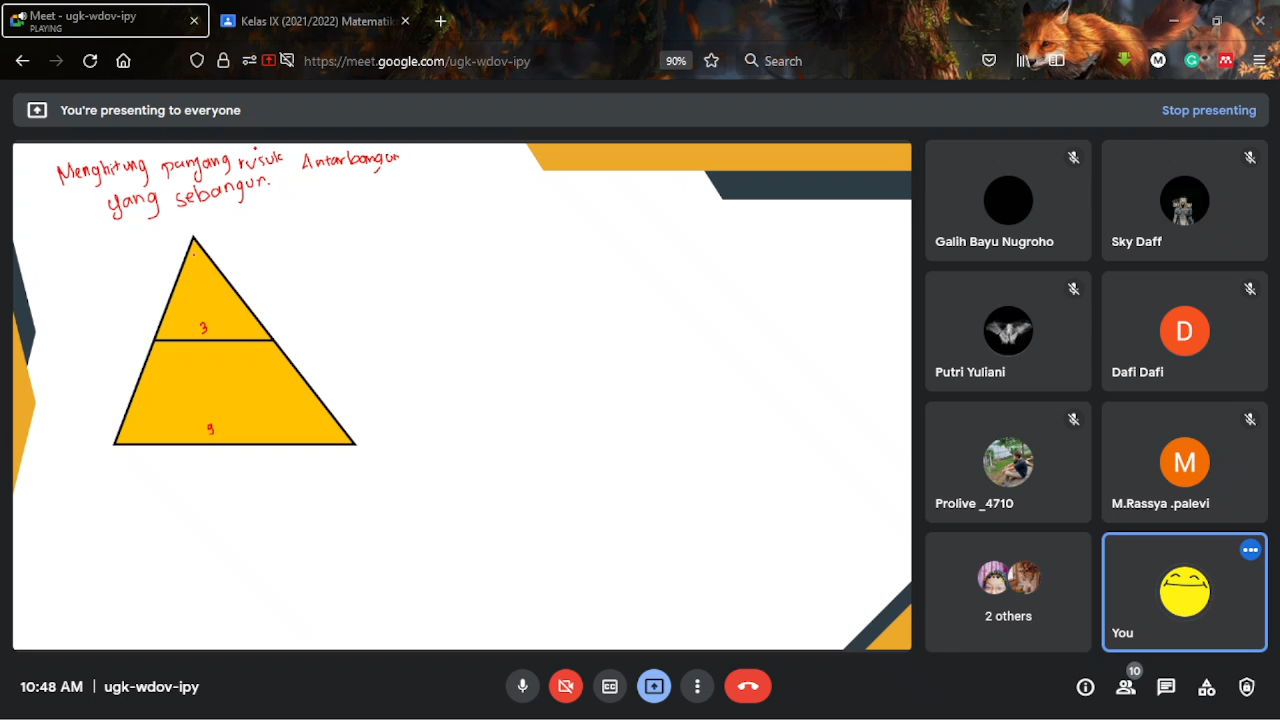 Meet - ugk-wdov-ipy
PLAYING
Kelas IX (2021/2022) Matematik
https://meet.google.com/ugk-wdov-ipy
90%
Search
You're presenting to everyone
Stop presenting
Menghitung panjang rusuk Antarbangun
yang sebangun.
3
9
Galih Bayu Nugroho
Sky Daff
Putri Yuliani
D
Dafi Dafi
Prolive _4710
M
M.Rassya .palevi
2 others
You
10:48 AM | ugk-wdov-ipy
10